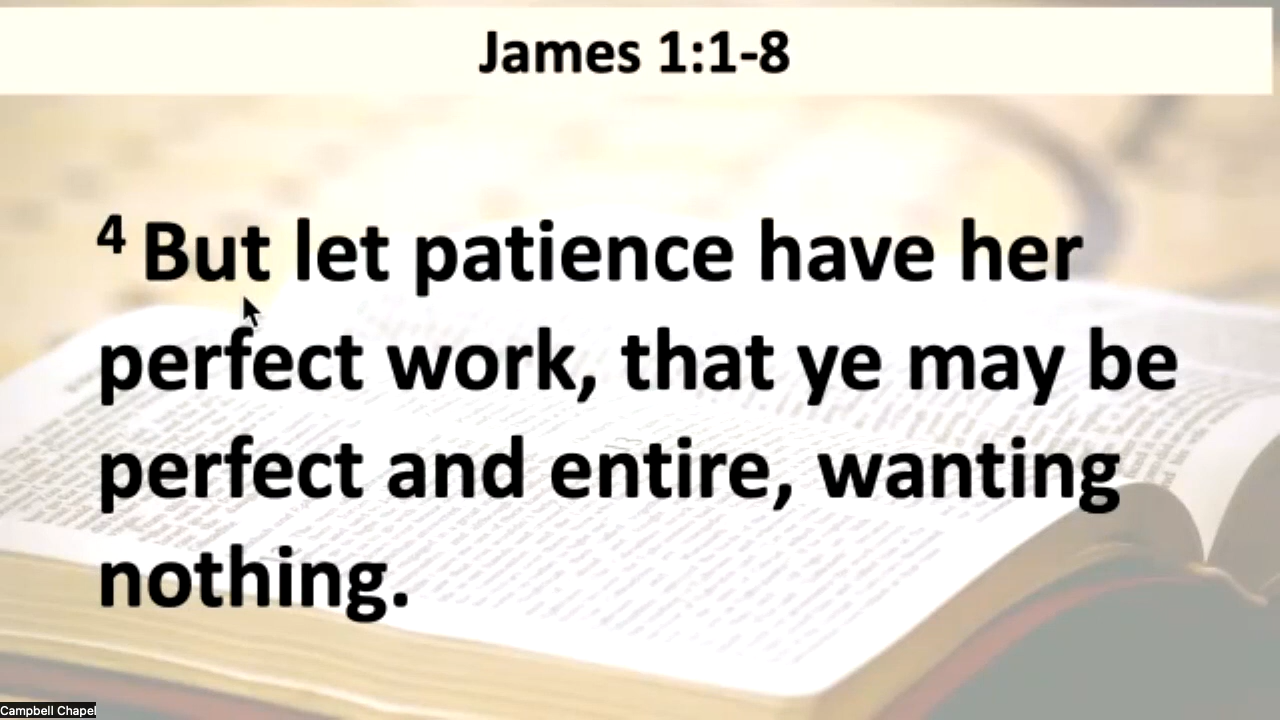 James 1:1-8
4 But let patience have her
perfect work, that ye may be
perfect and entire, wanting
nothing.
Campbell Chapel